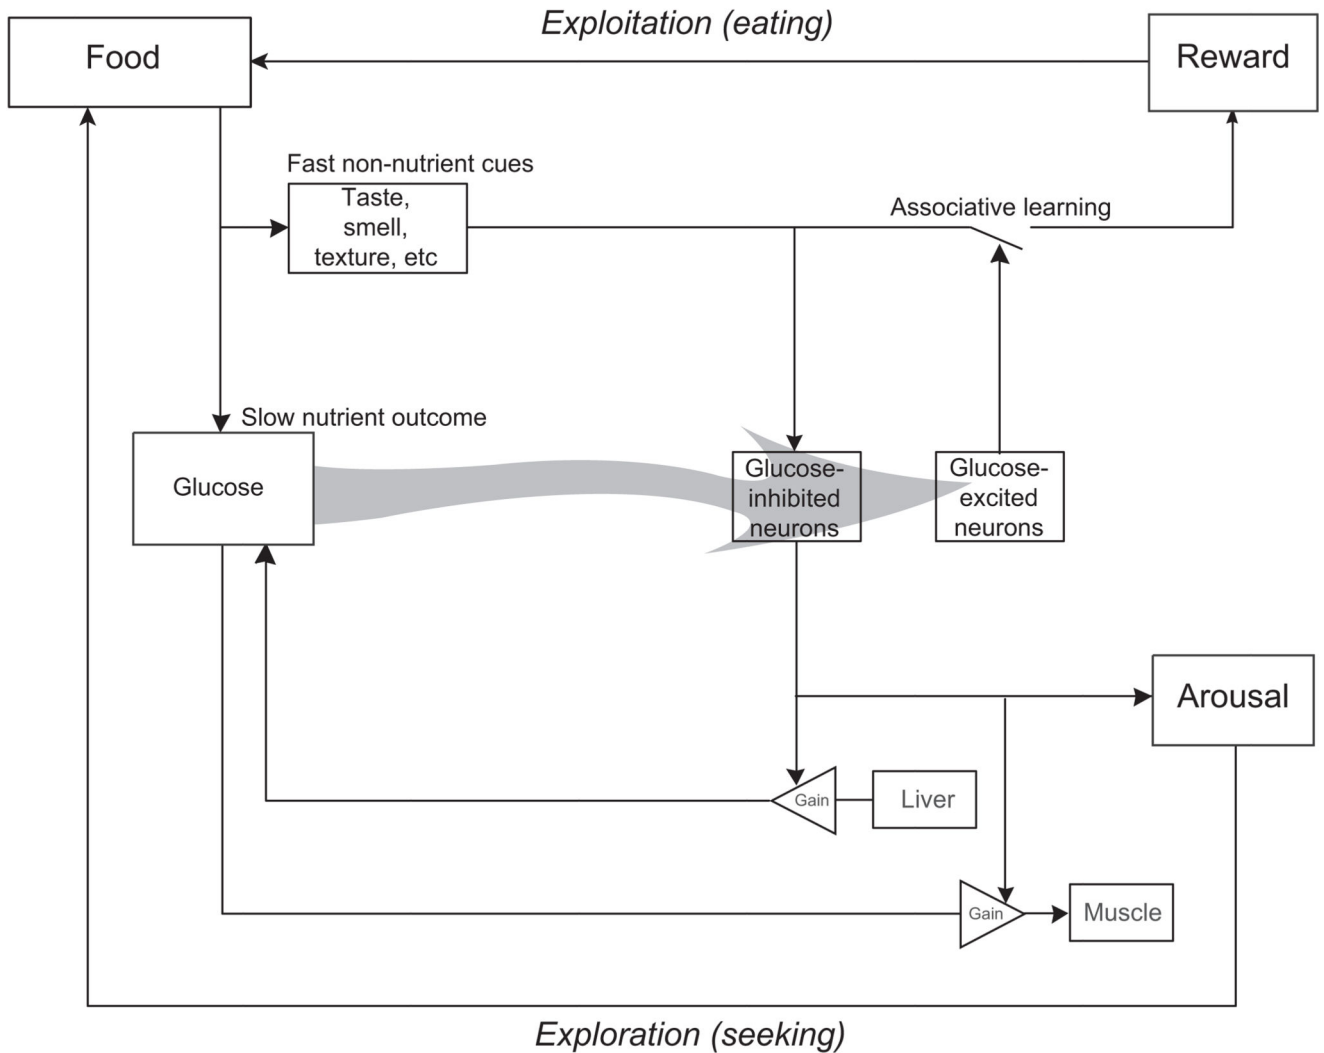 Exploitation (eating)
Food
Reward
Fast non-nutrient cues
Taste,
smell,
texture, etc
Associative learning
Slow nutrient outcome
Glucose
Glucose-
inhibited
neurons
Glucose-
excited
neurons
Arousal
Gain
Liver
Gain
Muscle
Exploration (seeking)